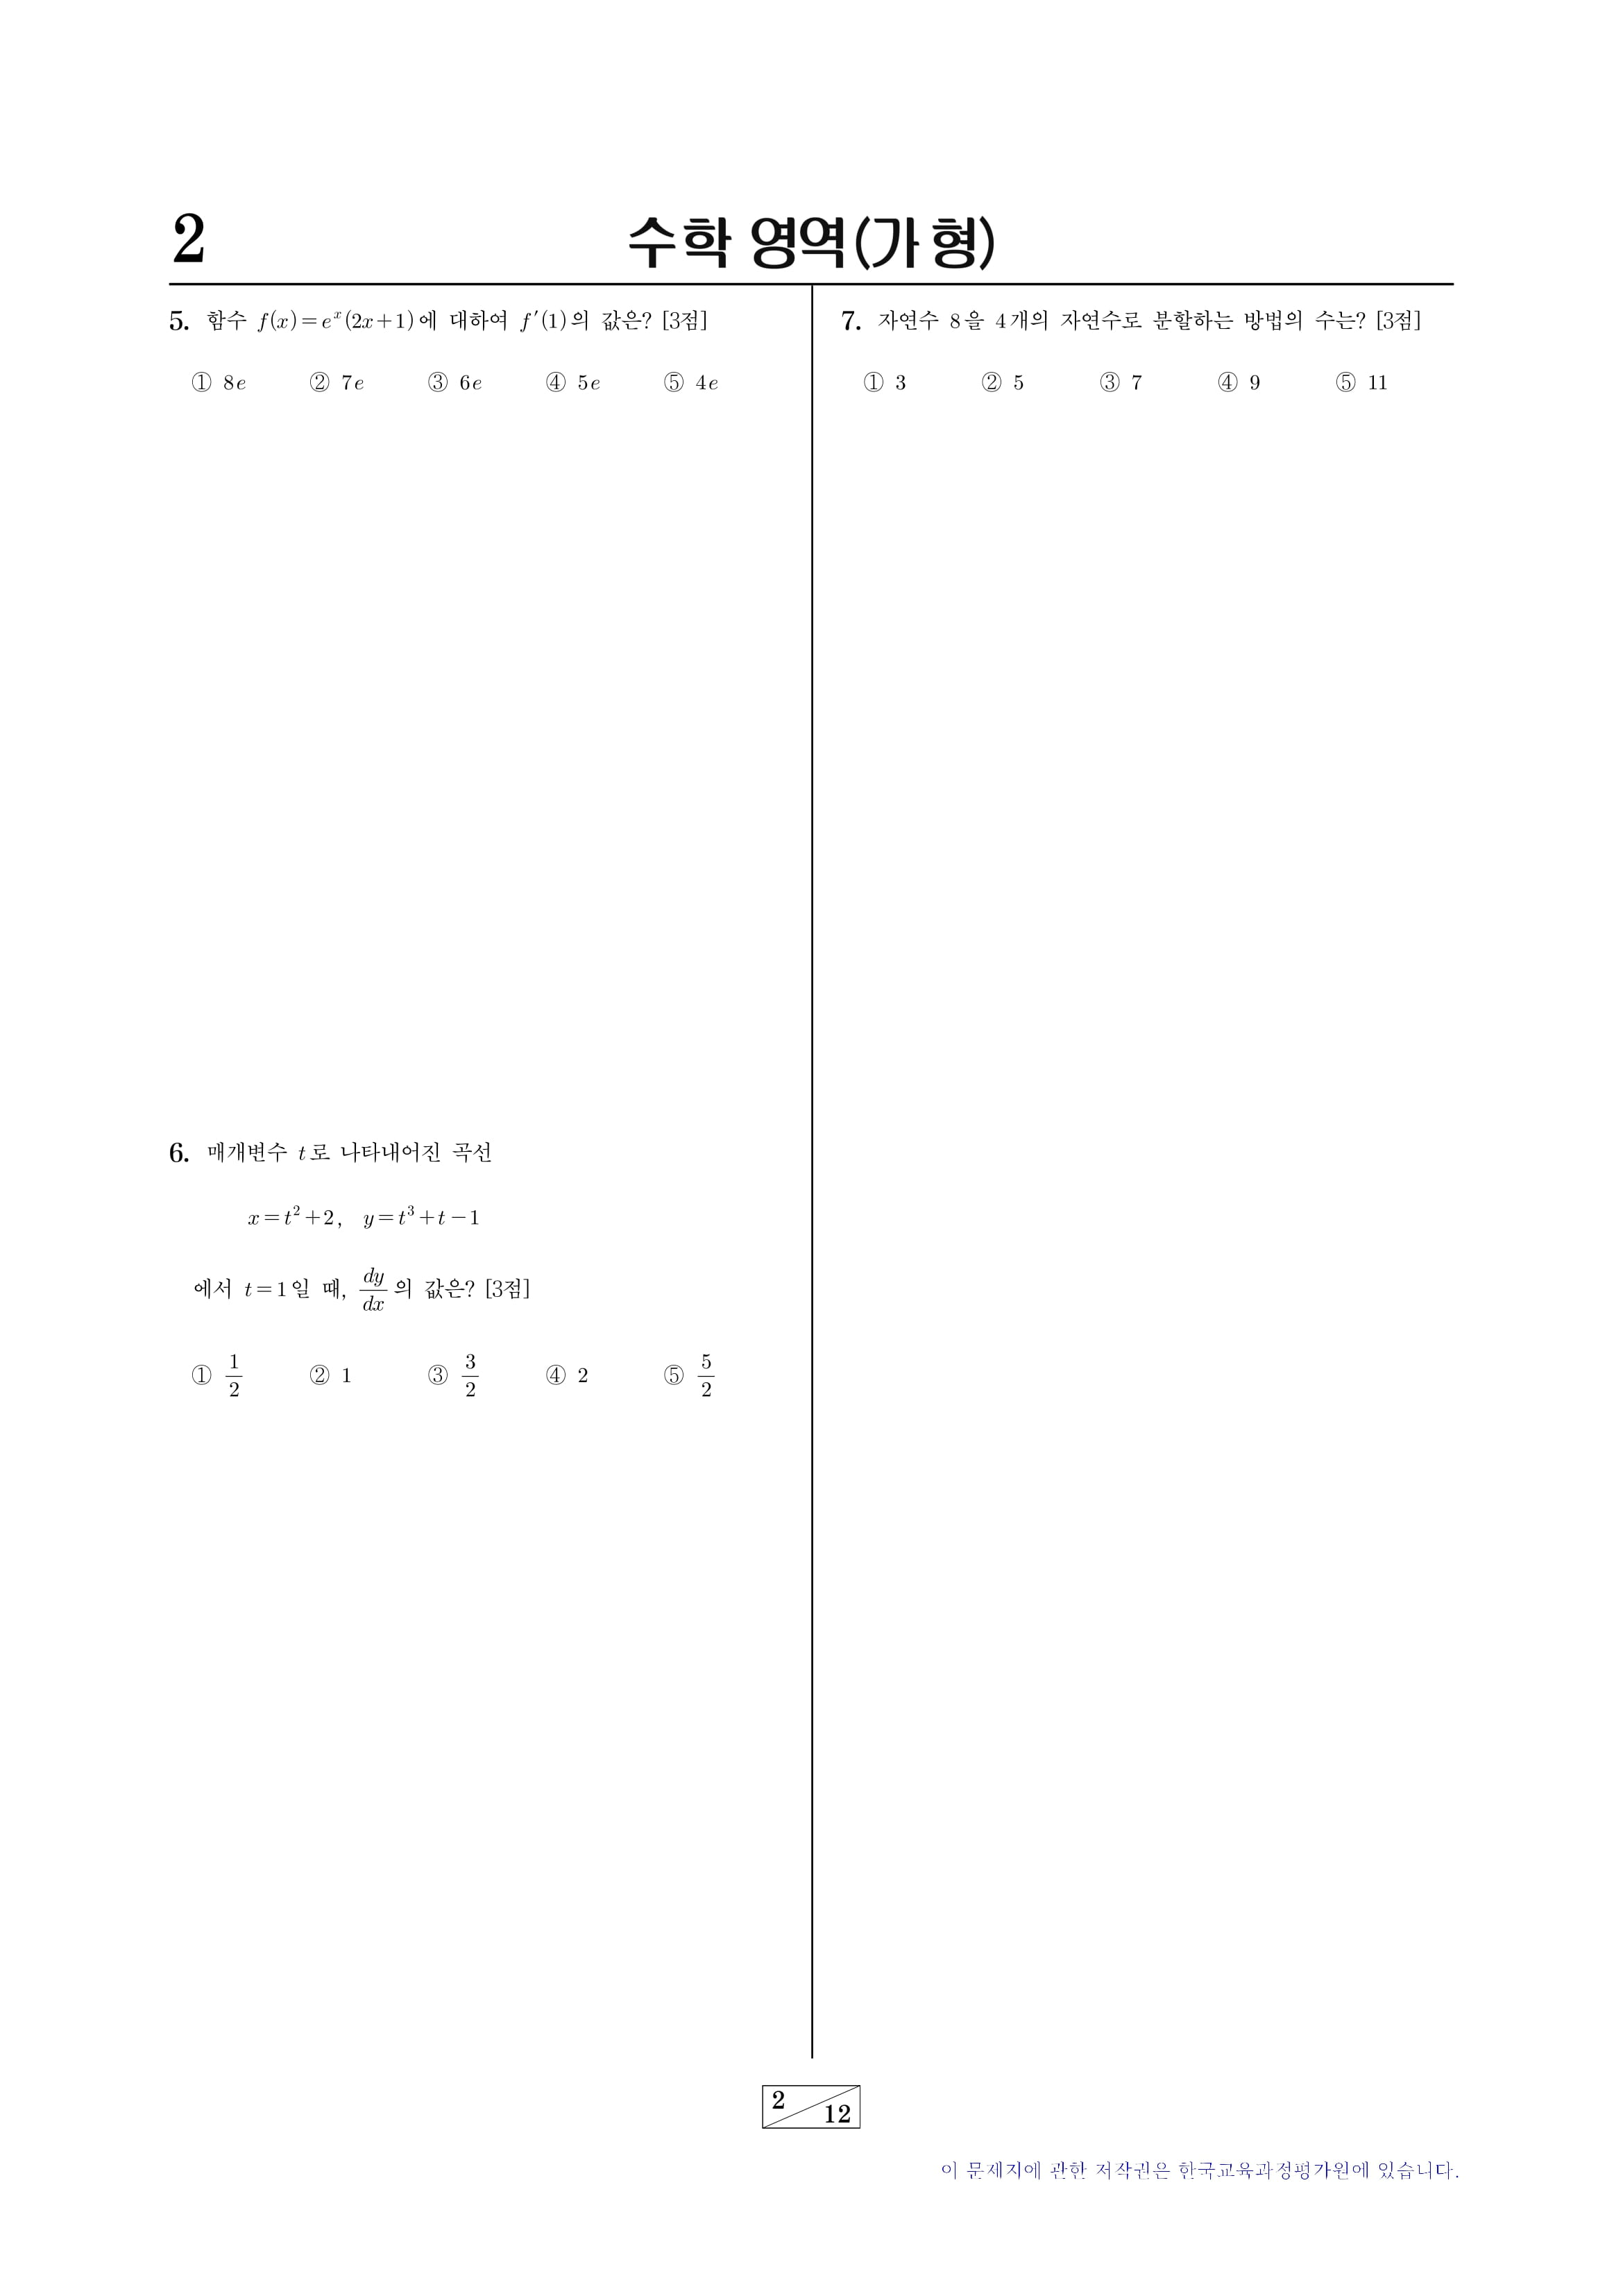 2
수학 영역(가형)
5. 함수 f(x)=e^x(2x+1)에 대하여 f′(1)의 값은? [3점]
① 8e ② 7e ③ 6e ④ 5e ⑤ 4e
6. 매개변수 t로 나타내어진 곡선
x=t^2+2, y=t^3+t-1
에서 t=1일 때, dy/dx의 값은? [3점]
① 1/2 ② 1 ③ 3/2 ④ 2 ⑤ 5/2
7. 자연수 8을 4개의 자연수로 분할하는 방법의 수는? [3점]
① 3 ② 5 ③ 7 ④ 9 ⑤ 11
2
12
이 문제지에 관한 저작권은 한국교육과정평가원에 있습니다.